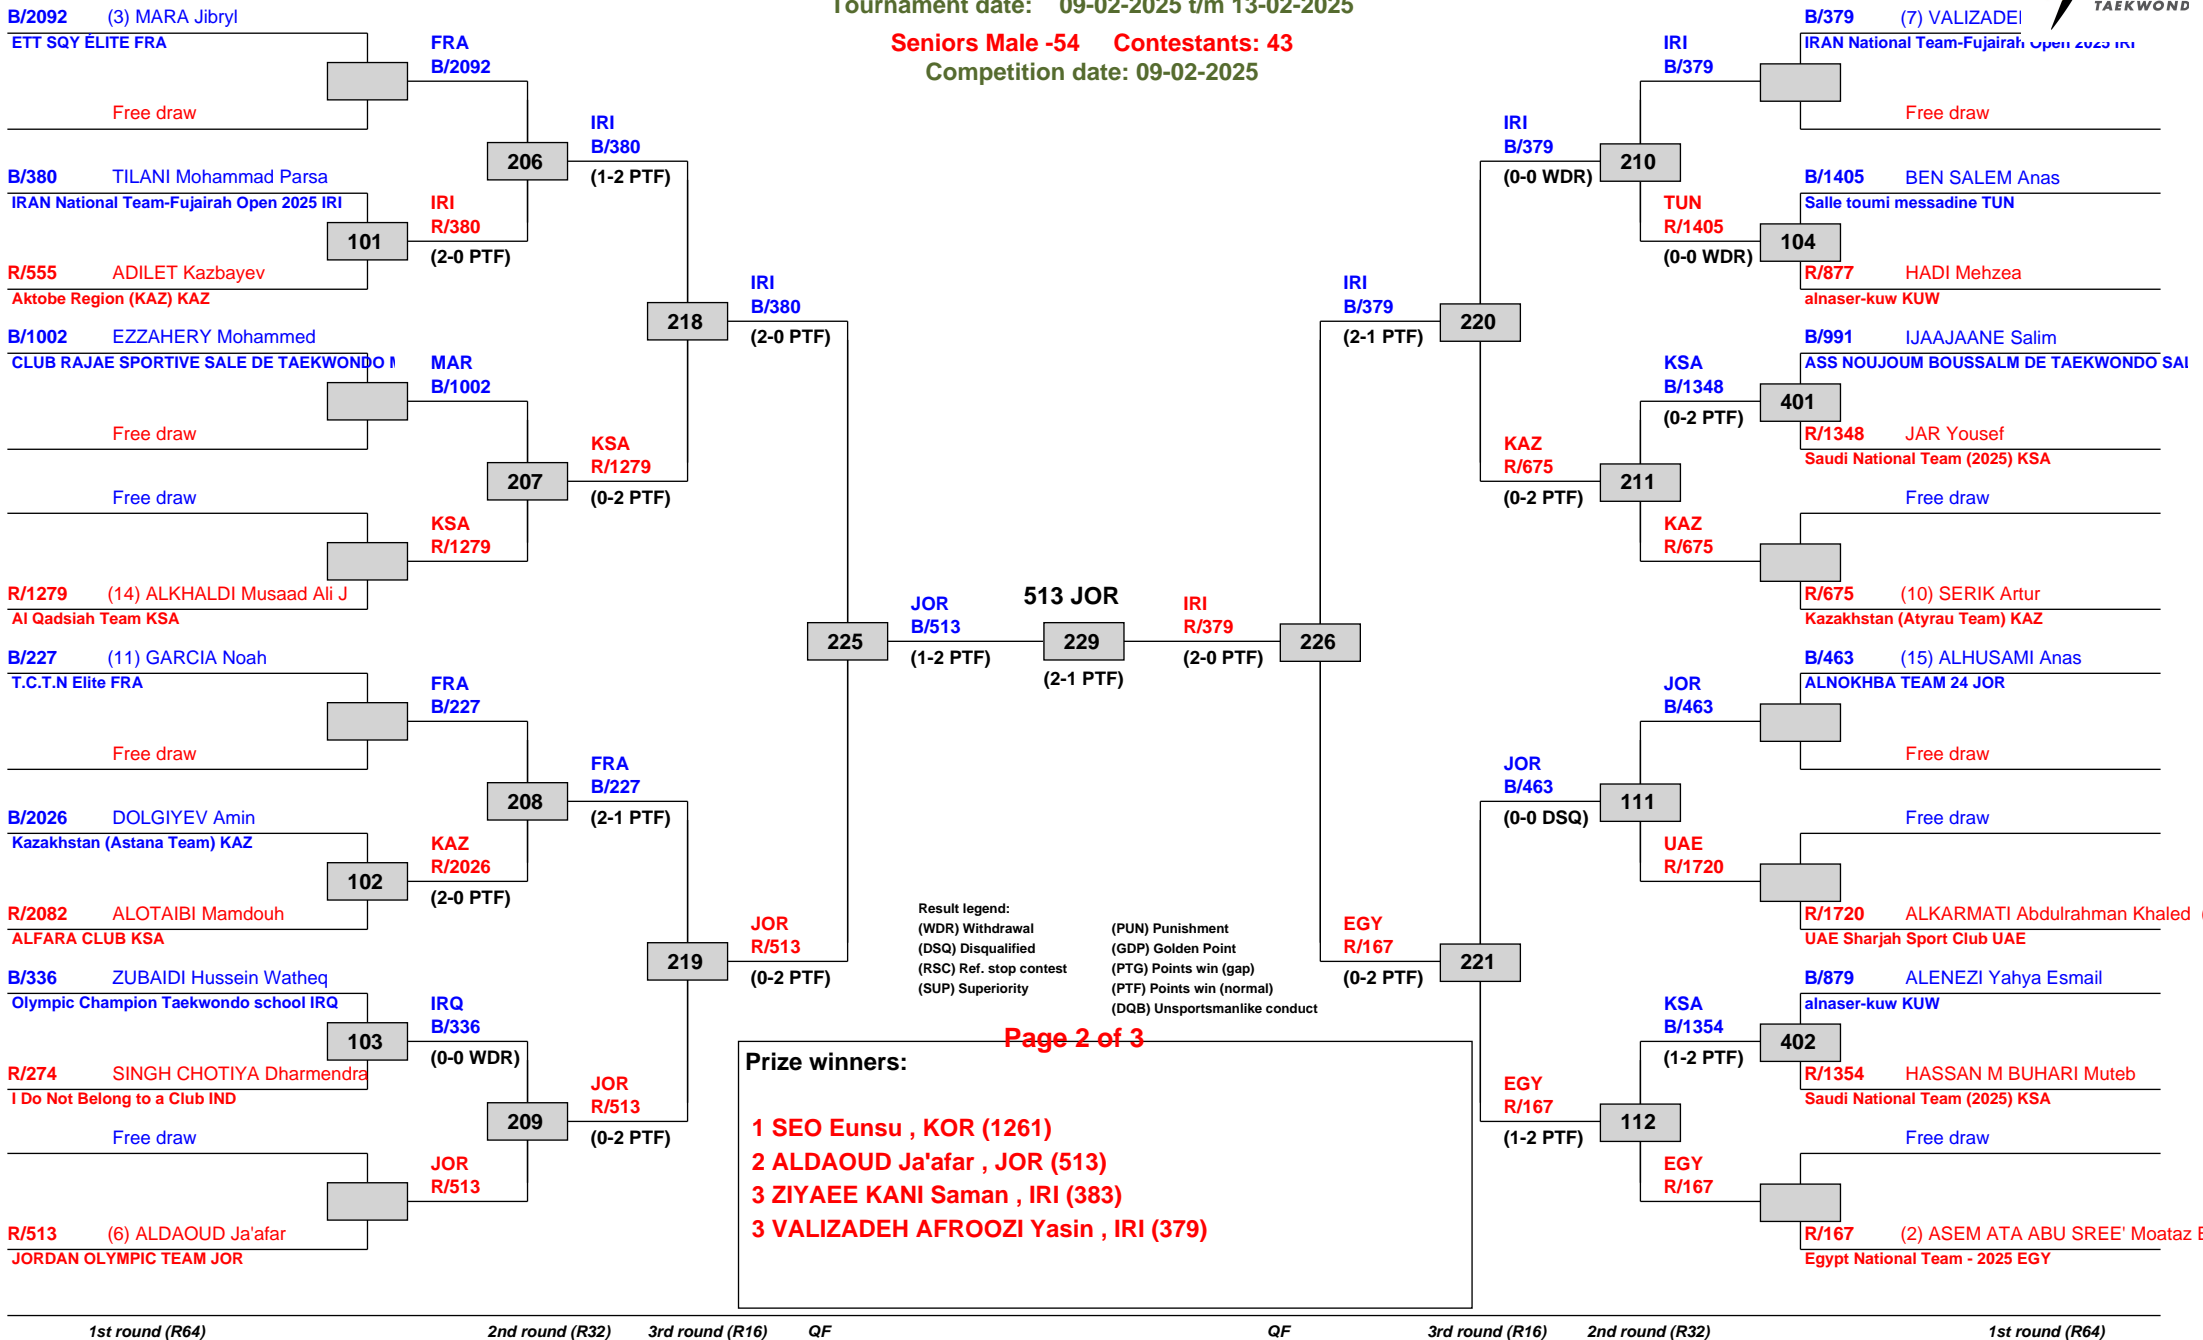 Tournament date: 09-02-2025 t/m 13-02-2025
Seniors Male -54 Contestants: 43
Competition date: 09-02-2025
TAEKWOND
B/2092 (3) MARA Jibryl
ETT SQY ÉLITE FRA
Free draw
B/380 TILANI Mohammad Parsa
IRAN National Team-Fujairah Open 2025 IRI
101
R/555 ADILET Kazbayev
Aktobe Region (KAZ) KAZ
B/1002 EZZAHERY Mohammed
CLUB RAJAE SPORTIVE SALE DE TAEKWONDO
Free draw
Free draw
R/1279 (14) ALKHALDI Musaad Ali J
Al Qadsiah Team KSA
B/227 (11) GARCIA Noah
T.C.T.N Elite FRA
Free draw
B/2026 DOLGIYEV Amin
Kazakhstan (Astana Team) KAZ
102
R/2082 ALOTAIBI Mamdouh
ALFARA CLUB KSA
B/336 ZUBAIDI Hussein Watheq
Olympic Champion Taekwondo school IRQ
103
R/274 SINGH CHOTIYA Dharmendra
I Do Not Belong to a Club IND
Free draw
R/513 (6) ALDAOUD Ja'afar
JORDAN OLYMPIC TEAM JOR
FRA
B/2092
206
IRI
R/380
(2-0 PTF)
MAR
B/1002
207
KSA
R/1279
FRA
B/227
208
KAZ
R/2026
(2-0 PTF)
IRQ
B/336
(0-0 WDR)
209
JOR
R/513
IRI
B/380
(1-2 PTF)
218
KSA
R/1279
(0-2 PTF)
FRA
B/227
(2-1 PTF)
219
JOR
R/513
(0-2 PTF)
IRI
B/380
(2-0 PTF)
225
JOR
R/513
(0-2 PTF)
JOR
B/513
(1-2 PTF)
513 JOR
229
(2-1 PTF)
IRI
R/379
(2-0 PTF)
226
IRI
B/379
(2-1 PTF)
EGY
R/167
(0-2 PTF)
IRI
B/379
(0-0 WDR)
220
KAZ
R/675
(0-2 PTF)
JOR
B/463
(0-0 DSQ)
221
EGY
R/167
(1-2 PTF)
IRI
B/379
210
TUN
R/1405
(0-0 WDR)
KSA
B/1348
(0-2 PTF)
211
KAZ
R/675
JOR
B/463
111
UAE
R/1720
KSA
B/1354
(1-2 PTF)
112
EGY
R/167
B/379 (7) VALIZADE
IRAN National Team-Fujairah Open 2025 IRI
Free draw
B/1405 BEN SALEM Anas
Salle toumi messadine TUN
104
R/877 HADI Mehzea
alnaser-kuw KUW
B/991 IJAAJAANE Salim
ASS NOUJOUM BOUSSALM DE TAEKWONDO SAL
401
R/1348 JAR Yousef
Saudi National Team (2025) KSA
Free draw
R/675 (10) SERIK Artur
Kazakhstan (Atyrau Team) KAZ
B/463 (15) ALHUSAMI Anas
ALNOKHBA TEAM 24 JOR
Free draw
Free draw
R/1720 ALKARMATI Abdulrahman Khaled (
UAE Sharjah Sport Club UAE
B/879 ALENEZI Yahya Esmail
alnaser-kuw KUW
402
R/1354 HASSAN M BUHARI Muteb
Saudi National Team (2025) KSA
Free draw
R/167 (2) ASEM ATA ABU SREE' Moataz
Egypt National Team - 2025 EGY
Result legend:
(WDR) Withdrawal (PUN) Punishment
(DSQ) Disqualified (GDP) Golden Point
(RSC) Ref. stop contest (PTG) Points win (gap)
(SUP) Superiority (PTF) Points win (normal)
(DQB) Unsportsmanlike conduct
Page 2 of 3
Prize winners:
1 SEO Eunsu , KOR (1261)
2 ALDAOUD Ja'afar , JOR (513)
3 ZIYAEE KANI Saman , IRI (383)
3 VALIZADEH AFROOZI Yasin , IRI (379)
1st round (R64) 2nd round (R32) 3rd round (R16) QF QF 3rd round (R16) 2nd round (R32) 1st round (R64)